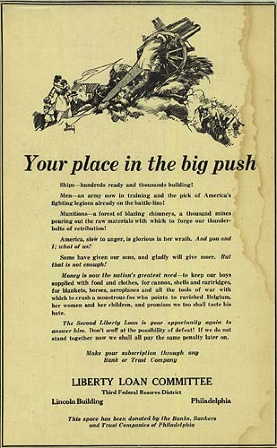 Your place in the big push
Ships—hundreds ready and thousands building!
Men—an army now in training and the pick of America's
fighting legions already on the battle-line!
Munitions—a forest of blazing chimneys, a thousand mines
pouring out the raw materials with which to forge our thunder-
bolts of retribution!
America, slow to anger, is glorious in her wrath. And you and
I; what of us?
Some have given our sons, and gladly will give more. But
that is not enough!
Money is now the nation's greatest need—to keep our boys
supplied with food and clothes, for cannon, shells and cartridges,
for blankets, horses, aeroplanes and all the tools of war with
which to crush a monstrous foe who points to ravished Belgium,
her women and her children, and promises we too shall taste his
hate.
The Second Liberty Loan is your opportunity again to
answer him. Don't scoff at the possibility of defeat! If we do not
stand together now we shall all pay the same penalty later on.
Make your subscription through any
Bank or Trust Company
LIBERTY LOAN COMMITTEE
Third Federal Reserve District
Lincoln Building Philadelphia
This space has been donated by the Banks, Bankers
and Trust Companies of Philadelphia